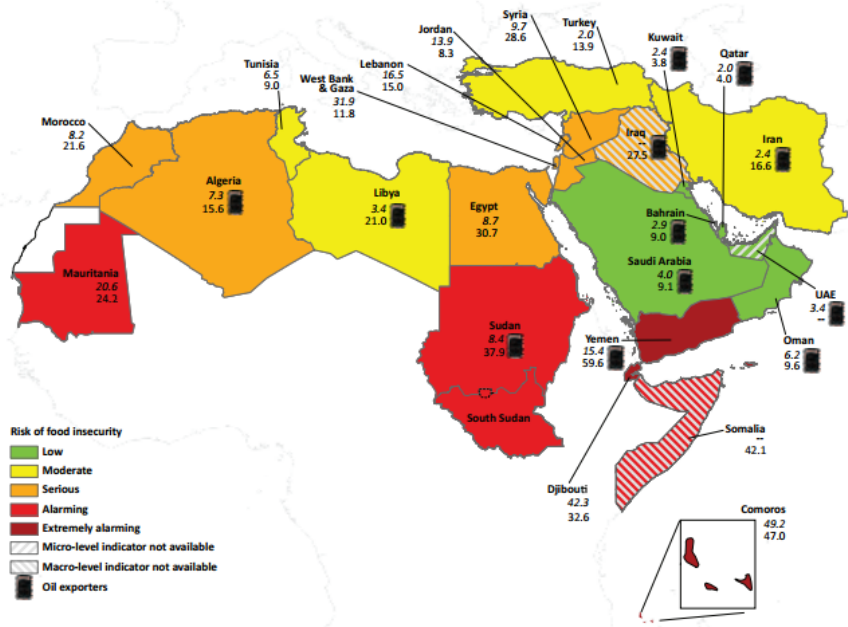 Syria
9.7
28.6
Turkey
2.0
13.9
Jordan
13.9
8.3
Kuwait
2.4
3.8
Qatar
2.0
4.0
Tunisia
6.5
9.0
Lebanon
16.5
15.0
West Bank
& Gaza
31.9
11.8
Morocco
8.2
21.6
Iraq
--
27.5
Iran
2.4
16.6
Algeria
7.3
15.6
Libya
3.4
21.0
Egypt
8.7
30.7
Bahrain
2.9
9.0
Saudi Arabia
4.0
9.1
Mauritania
20.6
24.2
UAE
3.4
--
Sudan
8.4
37.9
Yemen
15.4
59.6
Oman
6.2
9.6
South Sudan
Somalia
--
42.1
Djibouti
42.3
32.6
Comoros
49.2
47.0
Risk of food insecurity
Low
Moderate
Serious
Alarming
Extremely alarming
Micro-level indicator not available
Macro-level indicator not available
Oil exporters